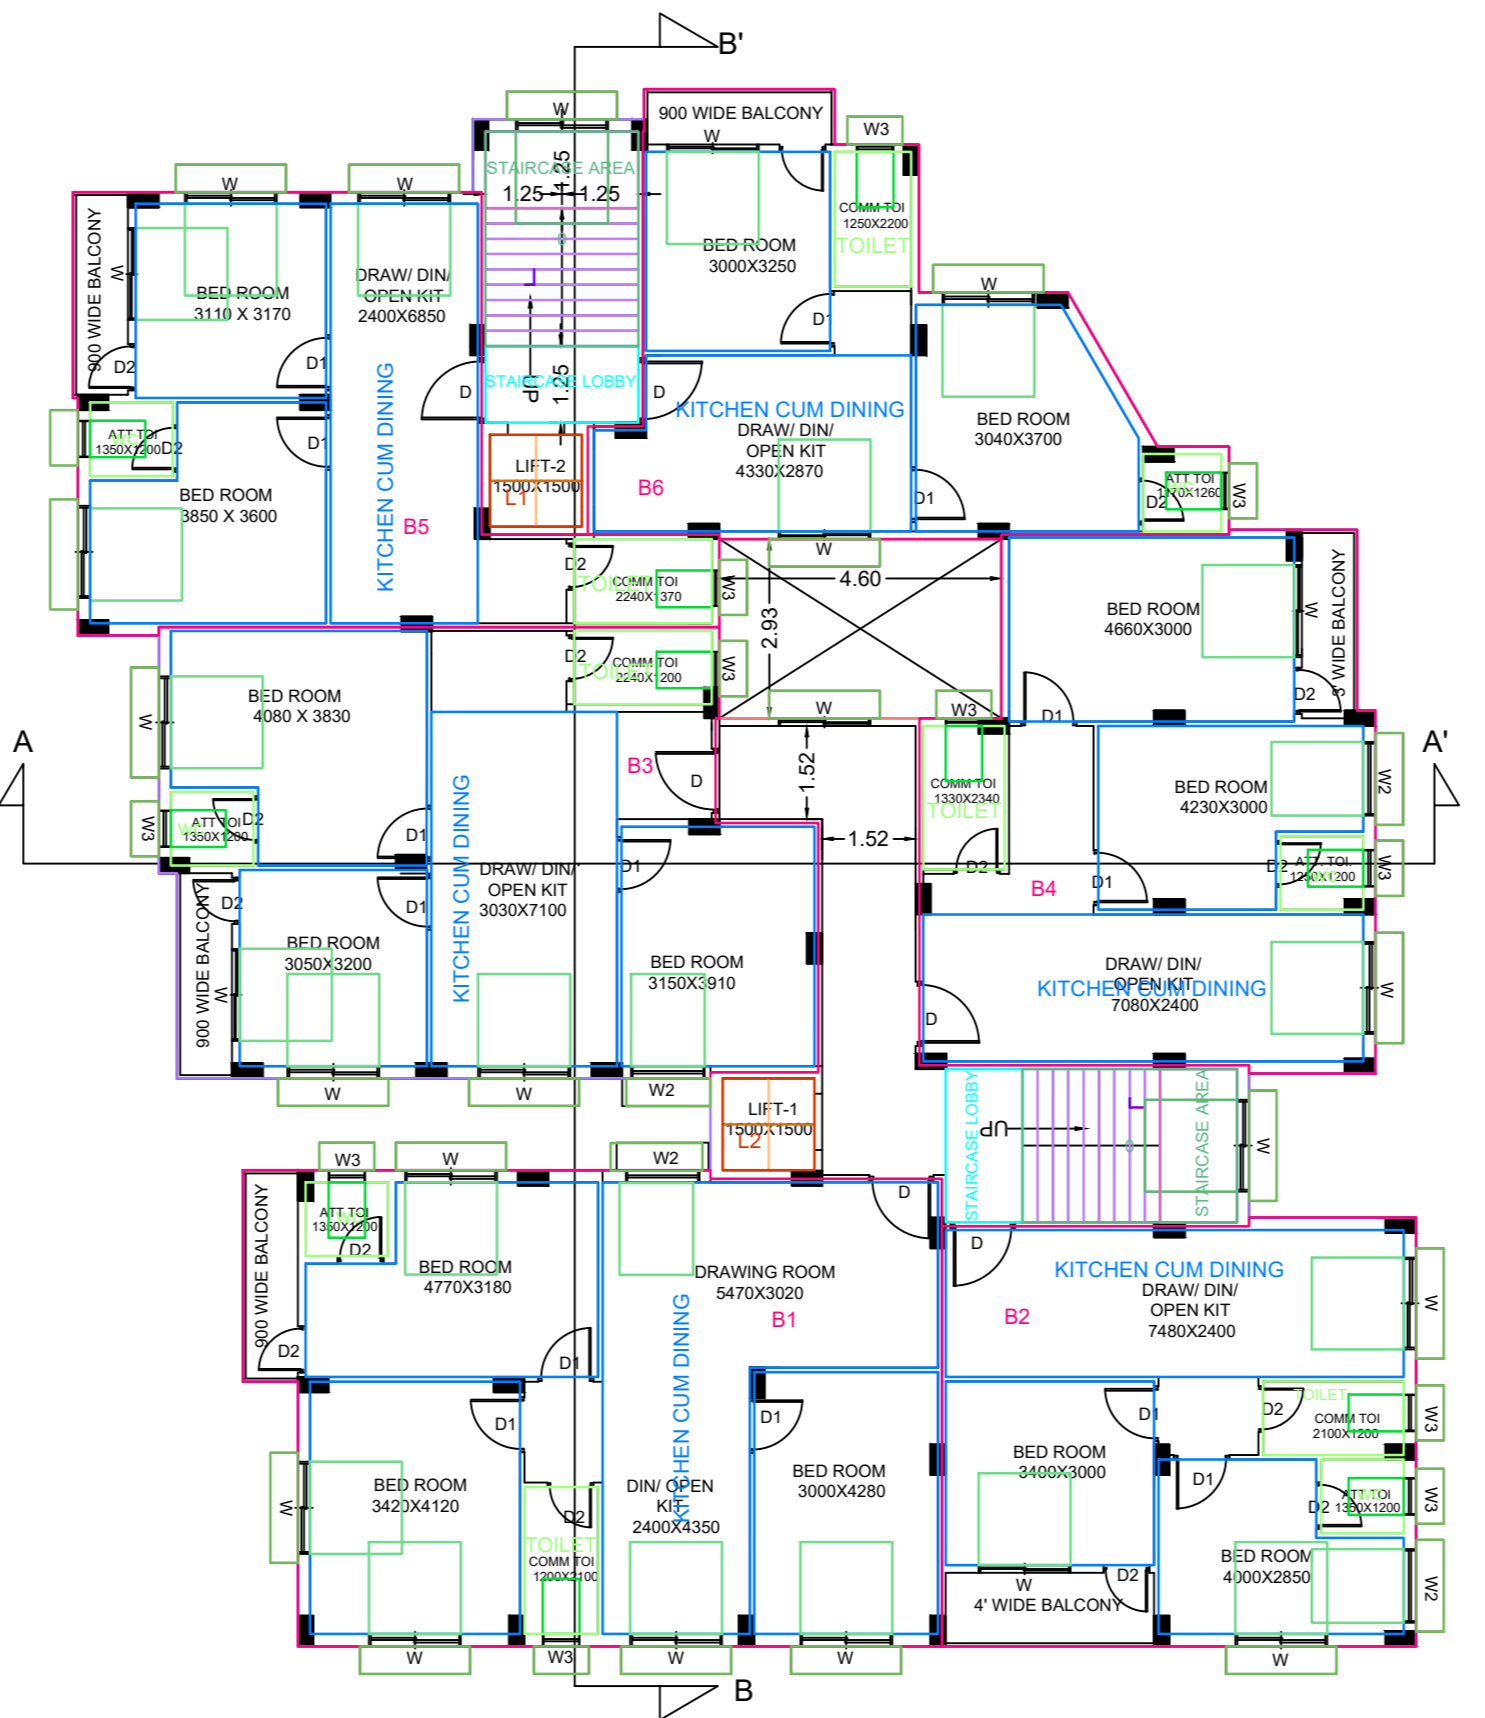 B'
900 WIDE BALCONY
W
W
W3
STAIRCASE AREA
1.25
1.25
1.25
COMM TOI
1250X2200
TOILET
BED ROOM
3000X3250
D1
W
W
900 WIDE BALCONY
W
BED ROOM
3110 X 3170
DRAW/ DIN/
OPEN KIT
2400X6850
D2
D1
KITCHEN CUM DINING
D
UP
STAIRCASE LOBBY
1.25
D
W
KITCHEN CUM DINING
DRAW/ DIN/
OPEN KIT
4330X2870
BED ROOM
3040X3700
ATT TOI
1350X1200
D2
D1
BED ROOM
3850 X 3600
B5
LIFT-2
1500X1500
L1
B6
D1
ATT TOI
1170X1260
D2
W3
W
D2
TOILET
COMM TOI
2240X1370
W3
4.60
2.93
BED ROOM
4660X3000
W
3' WIDE BALCONY
D2
D2
TOILET
COMM TOI
2240X1200
W3
W
W3
D1
BED ROOM
4080 X 3830
W
A
A'
B3
D
1.52
COMM TOI
1330X2340
TOILET
D2
BED ROOM
4230X3000
W2
W3
ATT TOI
1350X1200
D2
D1
KITCHEN CUM DINING
DRAW/ DIN/
OPEN KIT
3030X7100
D1
1.52
B4
D1
D2
ATT. TOI.
1250X1200
W3
900 WIDE BALCONY
D2
D1
BED ROOM
3050X3200
W
BED ROOM
3150X3910
DRAW/ DIN/
OPEN KIT
KITCHEN CUM DINING
7080X2400
D
W
W
W
W2
LIFT-1
1500X1500
L2
STAIRCASE LOBBY
UP
STAIRCASE AREA
W
W3
W
W2
900 WIDE BALCONY
ATT TOI
1350X1200
D2
BED ROOM
4770X3180
D2
D1
DRAWING ROOM
5470X3020
B1
D
D
B2
KITCHEN CUM DINING
DRAW/ DIN/
OPEN KIT
7480X2400
W
KITCHEN CUM DINING
D1
D1
D1
D2
TOILET
COMM TOI
2100X1200
W3
BED ROOM
3420X4120
W
DIN/ OPEN
KIT
2400X4350
BED ROOM
3000X4280
BED ROOM
3400X3000
D1
D2
ATT TOI
1350X1200
W3
D2
TOILET
COMM TOI
1200X2100
W
D2
4' WIDE BALCONY
BED ROOM
4000X2850
W2
W
W3
W
W
W
B